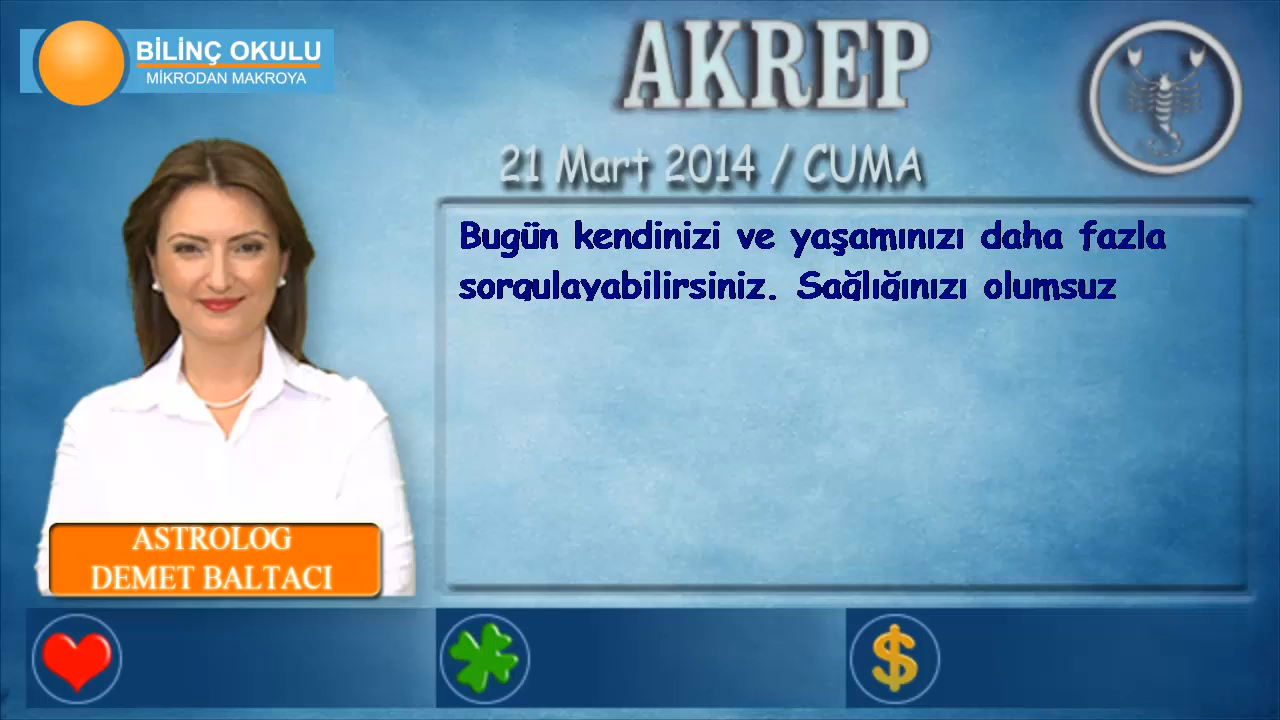 BİLİNÇ OKULU
MİKRODAN MAKROYA
AKREP
21 Mart 2014 / CUMA
Bugün kendinizi ve yaşamınızı daha fazla
sorgulayabilirsiniz. Sağlığınızı olumsuz
ASTROLOG
DEMET BALTACI